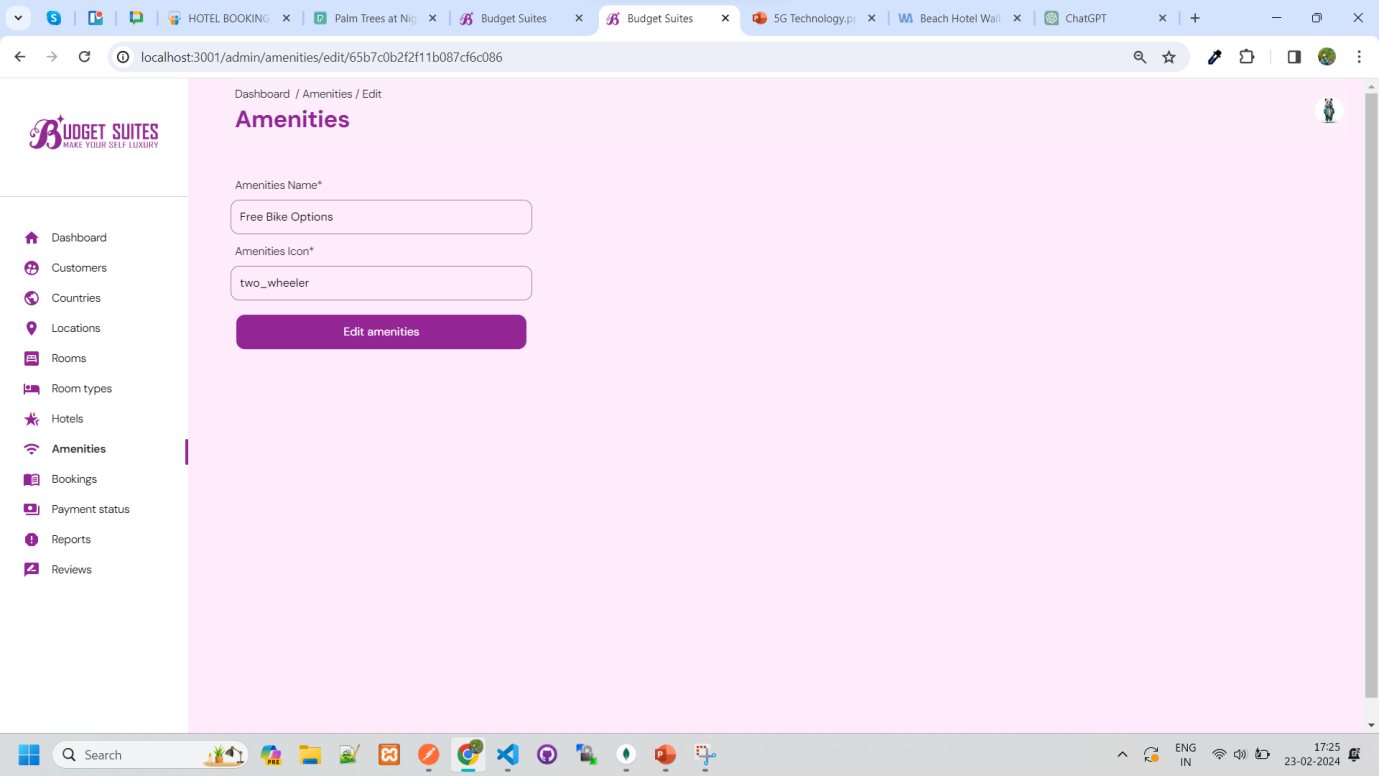 HOTEL BOOKING
Palm Trees at Nig
Budget Suites
Budget Suites
5G Technology.pp
Beach Hotel Wall
ChatGPT
localhost:3001/admin/amenities/edit/65b7c0b2f2f11b087cf6c086
BUDGET SUITES
MAKE YOUR SELF LUXURY
Dashboard / Amenities / Edit
Amenities
Amenities Name*
Free Bike Options
Amenities Icon*
two_wheeler
Edit amenities
Dashboard
Customers
Countries
Locations
Rooms
Room types
Hotels
Amenities
Bookings
Payment status
Reports
Reviews
Search
PRE
ENG
IN
17:25
23-02-2024